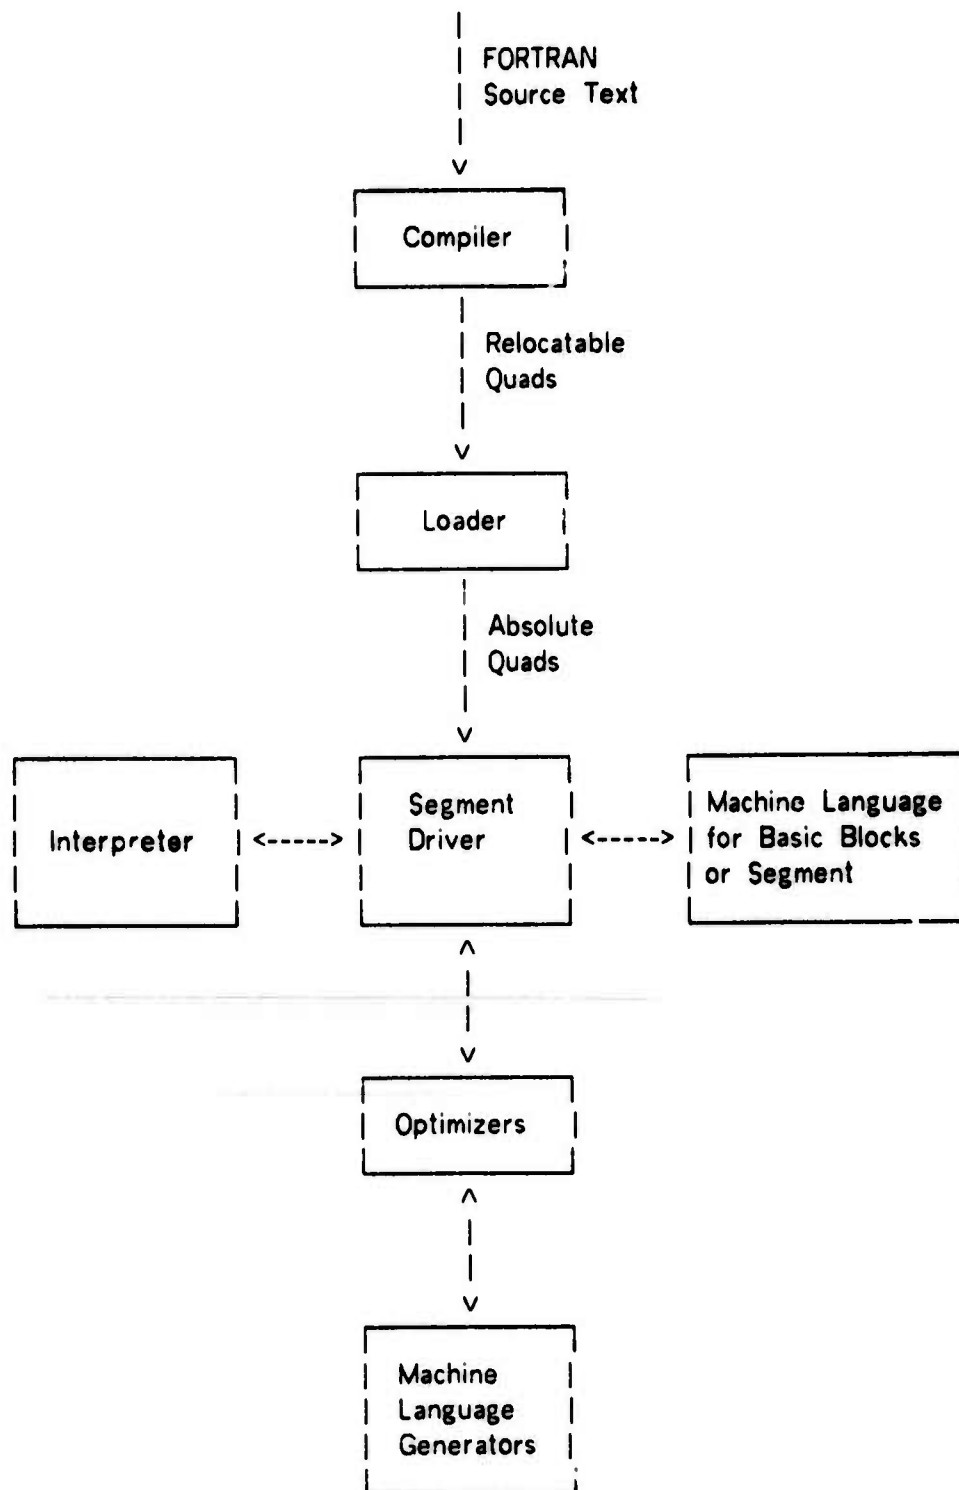 FORTRAN
Source Text
Compiler
Relocatable
Quads
Loader
Absolute
Quads
Interpreter
Segment
Driver
Machine Language
for Basic Blocks
or Segment
Optimizers
Machine
Language
Generators